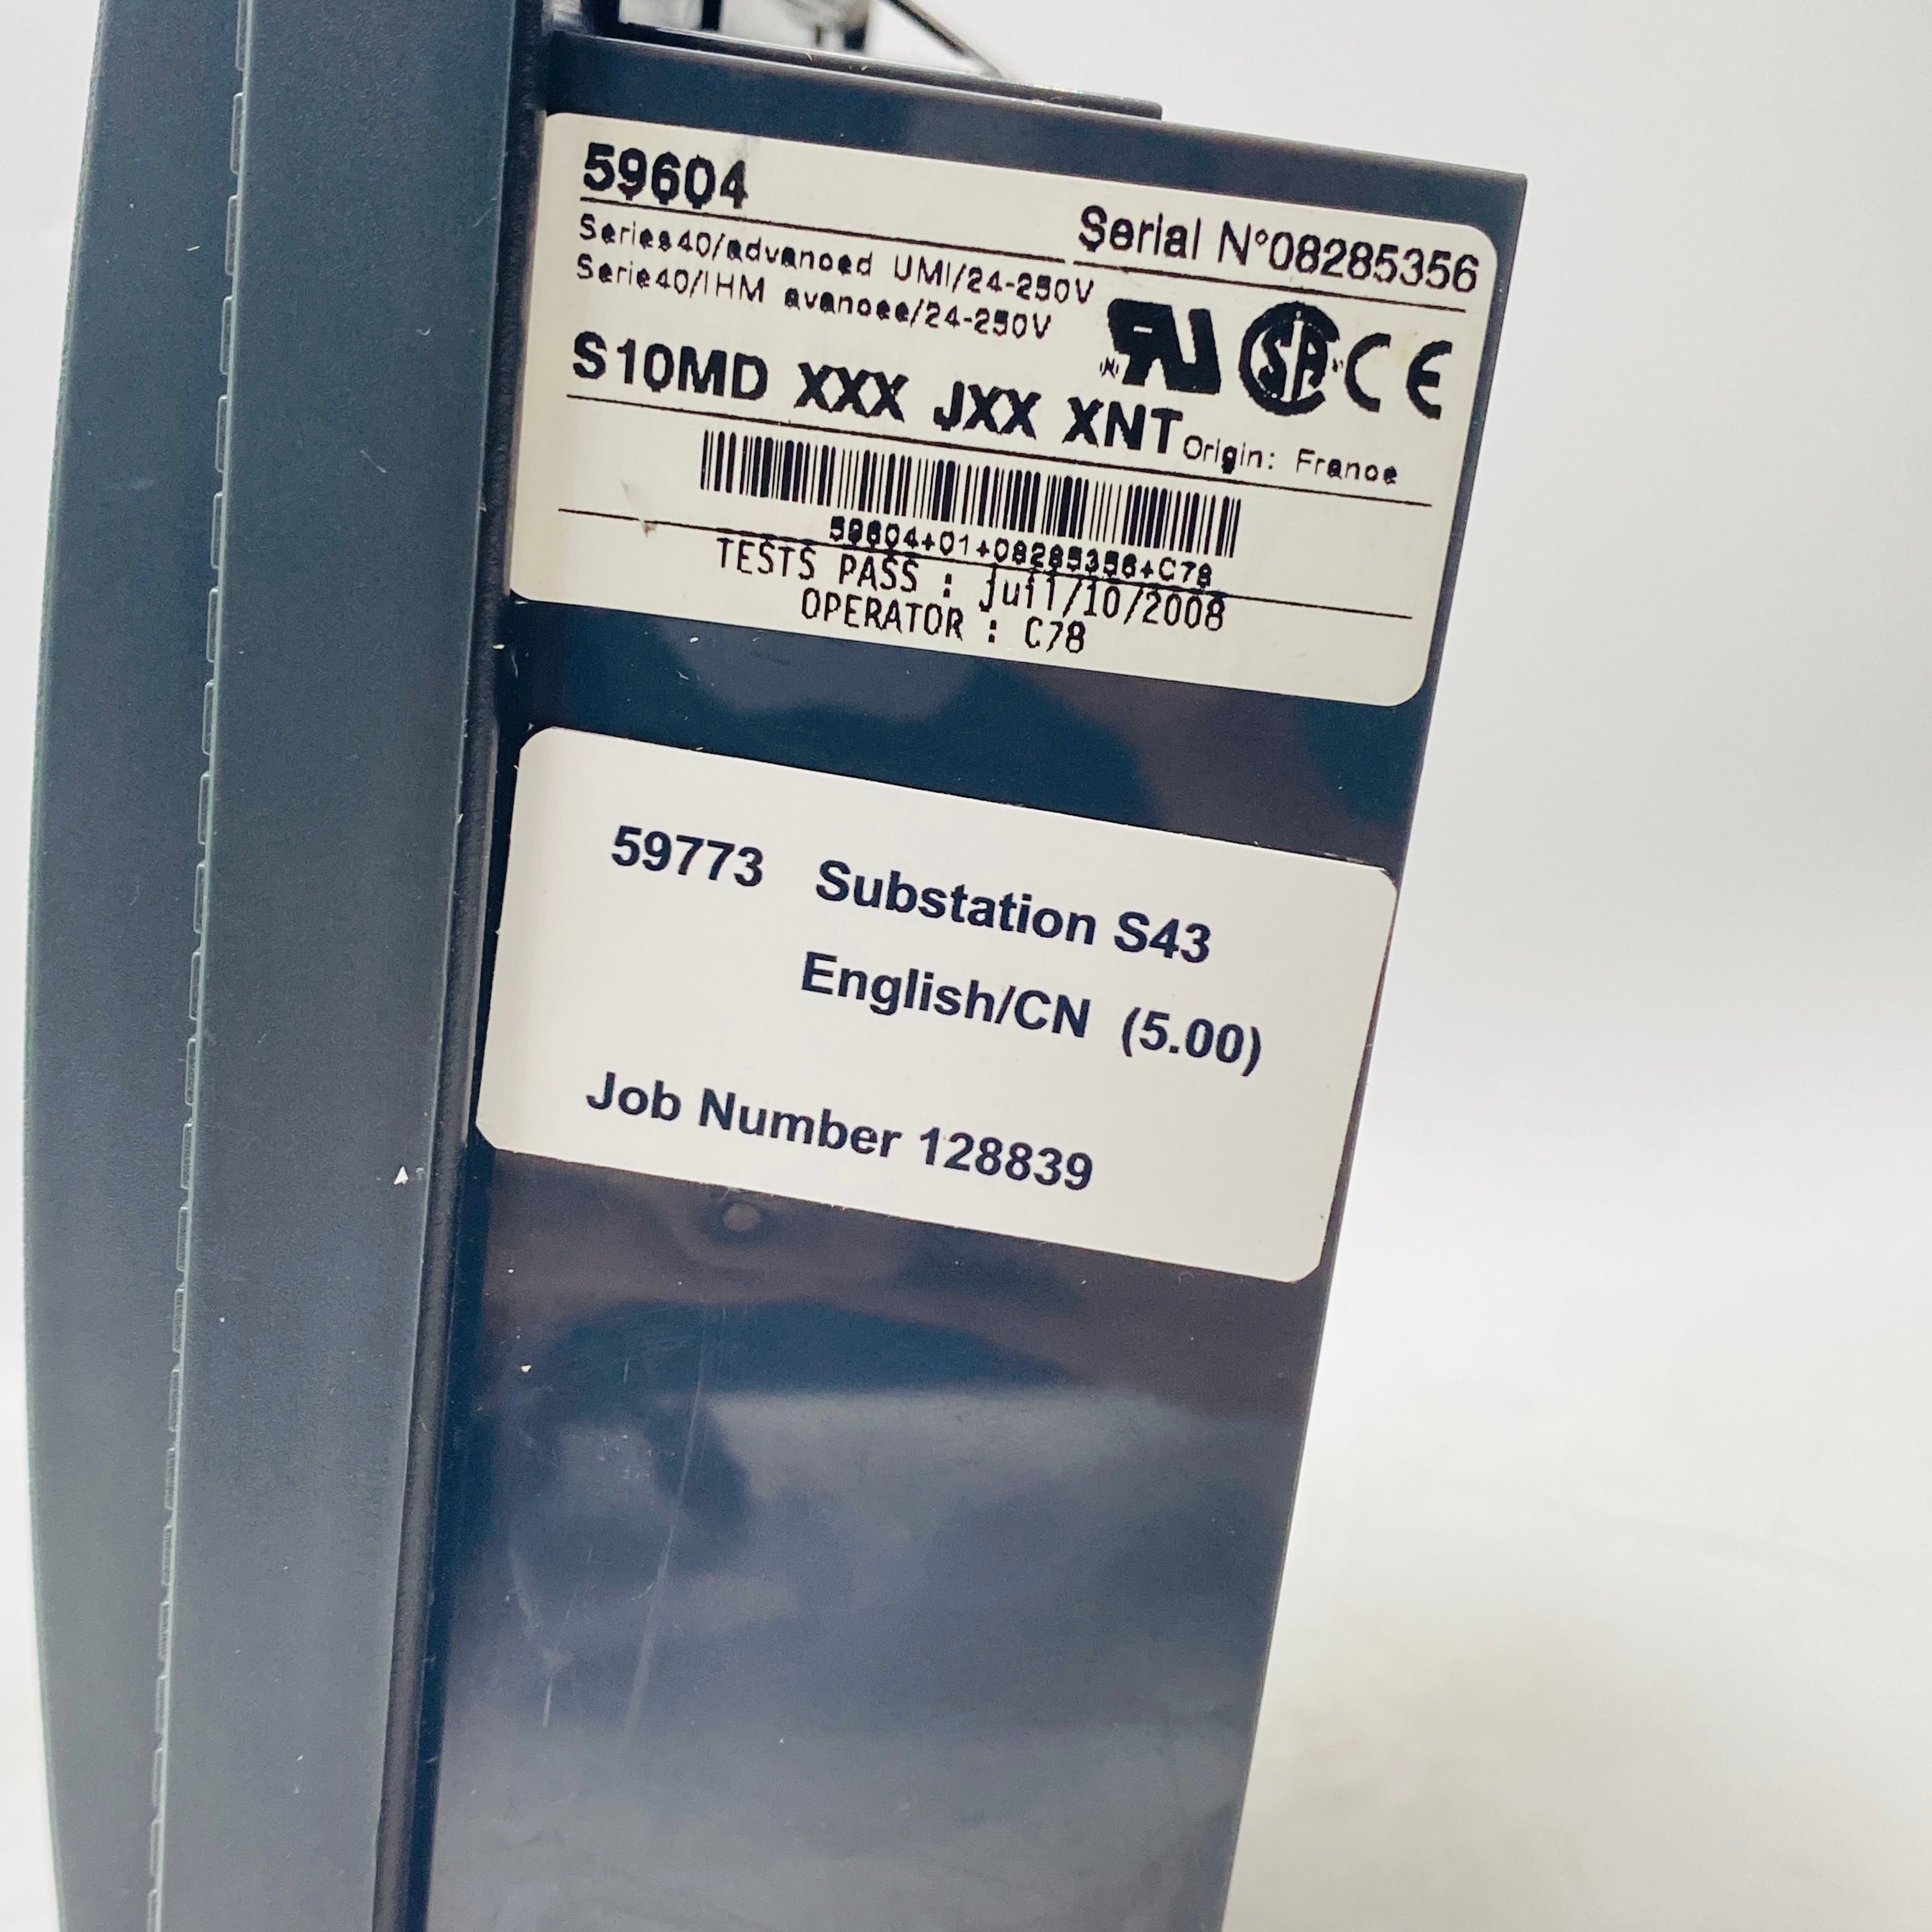 59604
Serial N°08285356
Series40/advanced UMI/24-250V
Serie40/IHM avancee/24-250V
S10MD XXX JXX XNT
Origin: France
59604+01+08285356+C78
TESTS PASS : juil/10/2008
OPERATOR : C78
59773 Substation S43
English/CN (5.00)
Job Number 128839